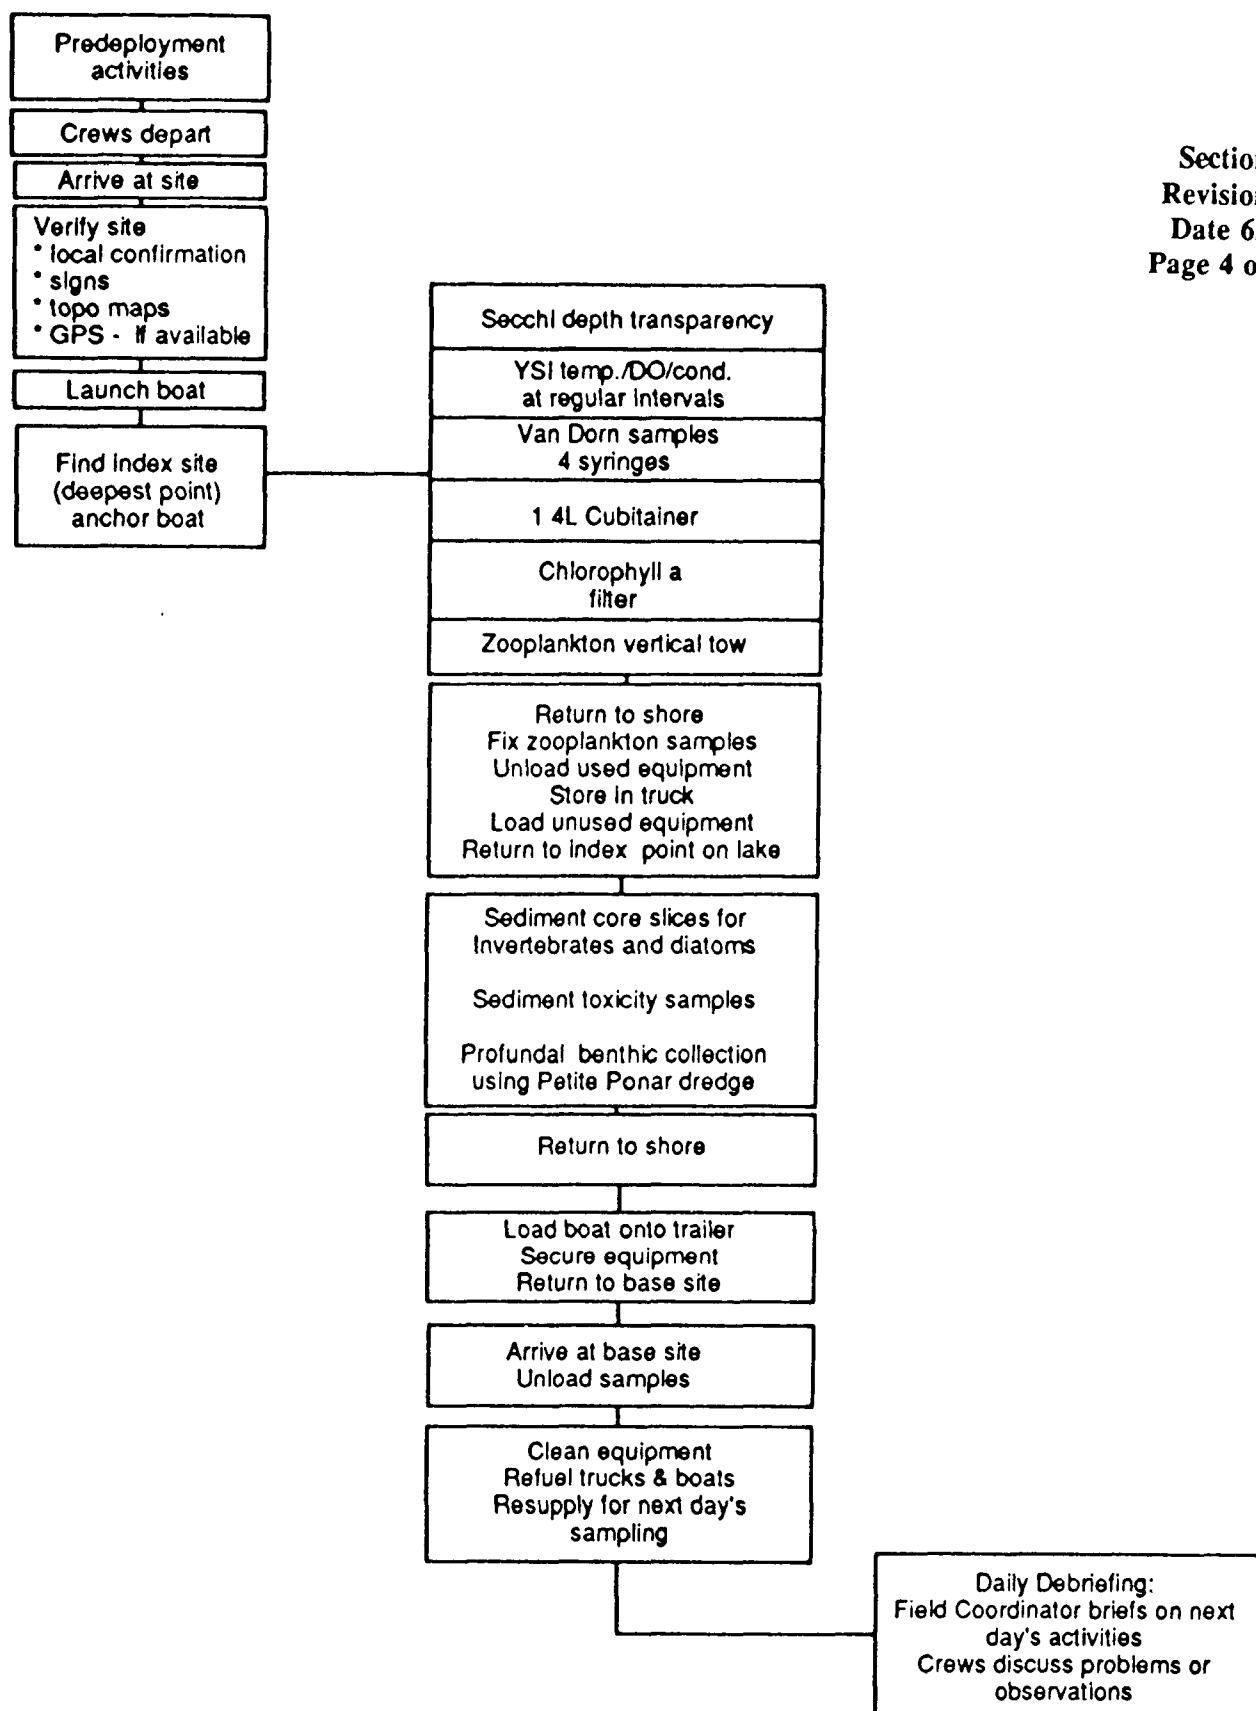 Predeployment
activities
Crews depart
Arrive at site
Verify site
* local confirmation
* signs
* topo maps
* GPS - if available
Launch boat
Find index site
(deepest point)
anchor boat
Section
Revision
Date 6
Page 4 o
Secchi depth transparency
YSI temp./DO/cond.
at regular intervals
Van Dorn samples
4 syringes
1 4L Cubitainer
Chlorophyll a
filter
Zooplankton vertical tow
Return to shore
Fix zooplankton samples
Unload used equipment
Store in truck
Load unused equipment
Return to index point on lake
Sediment core slices for
Invertebrates and diatoms
Sediment toxicity samples
Profundal benthic collection
using Petite Ponar dredge
Return to shore
Load boat onto trailer
Secure equipment
Return to base site
Arrive at base site
Unload samples
Clean equipment
Refuel trucks & boats
Resupply for next day's
sampling
Daily Debriefing:
Field Coordinator briefs on next
day's activities
Crews discuss problems or
observations